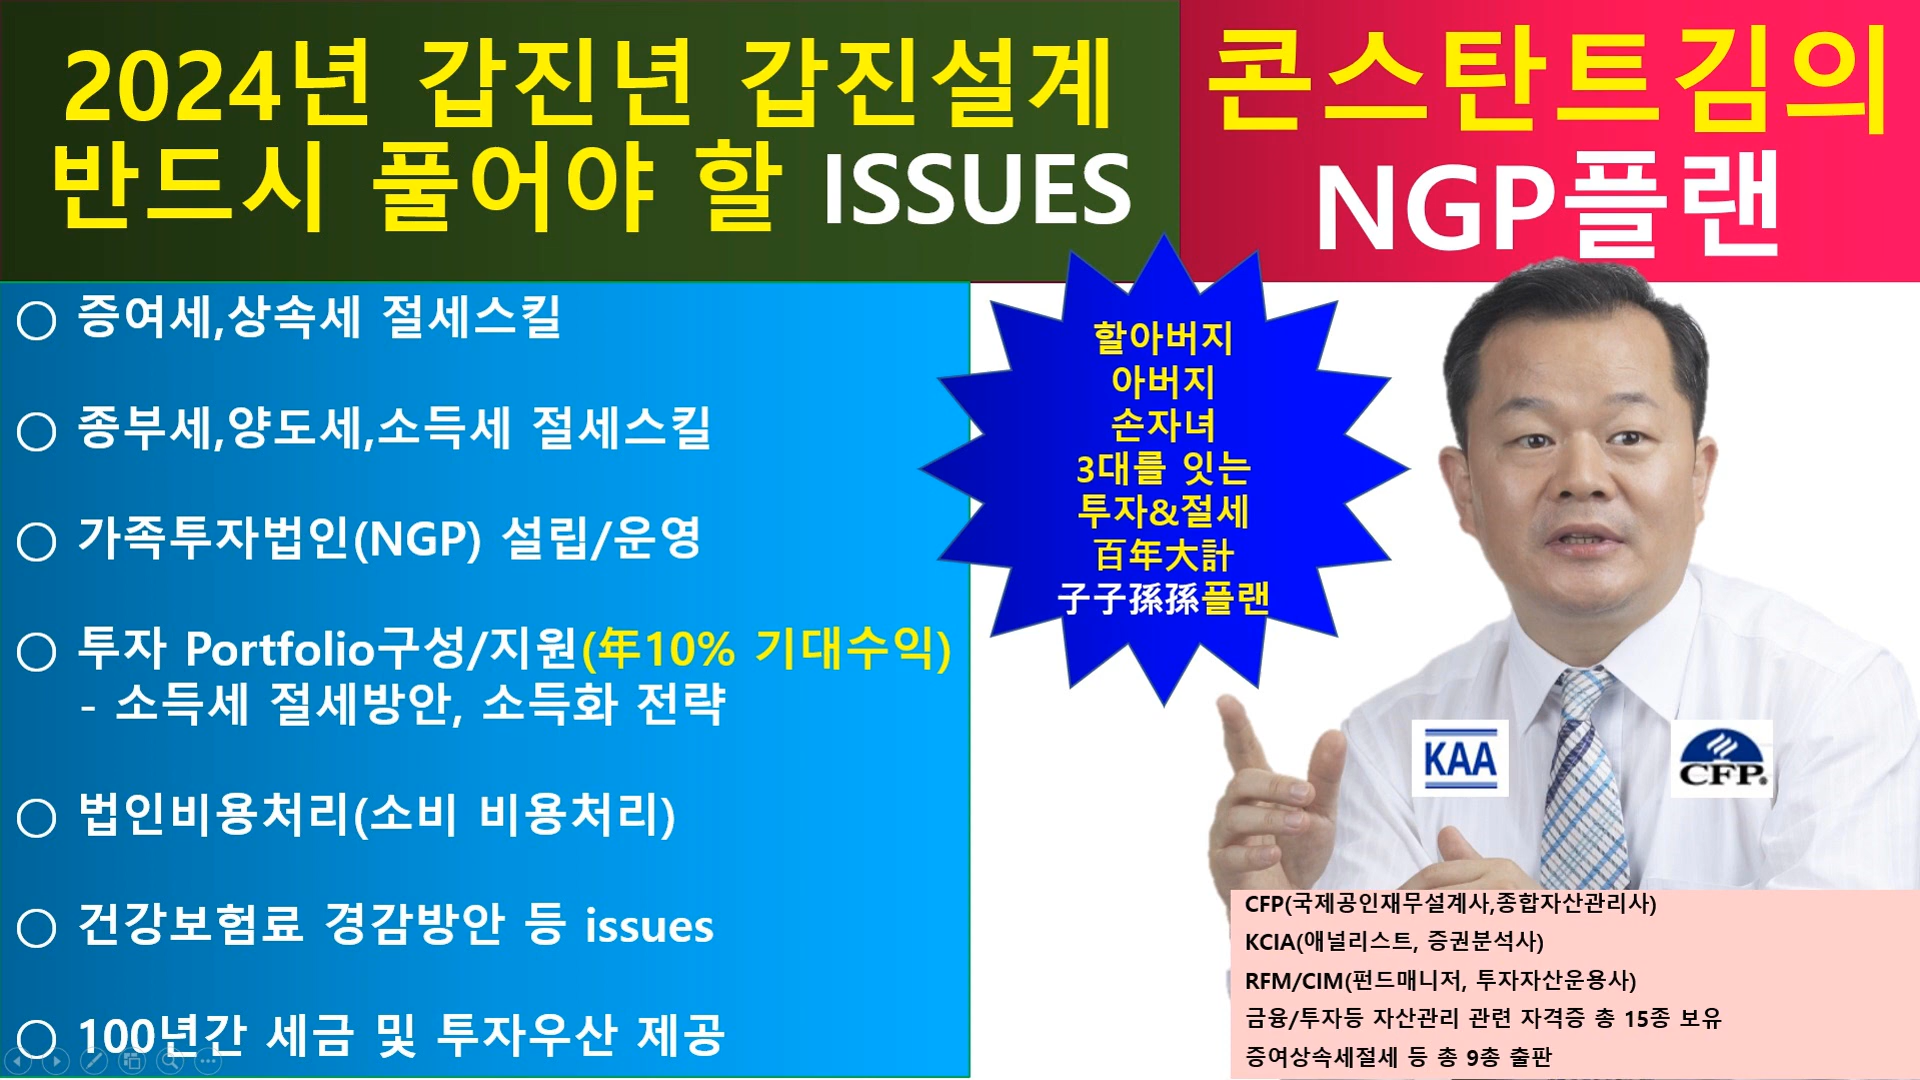 2024년 갑진년 갑진설계
반드시 풀어야 할 ISSUES
콘스탄트김의
NGP플랜
○ 증여세,상속세 절세스킬
○ 종부세,양도세,소득세 절세스킬
○ 가족투자법인(NGP) 설립/운영
○ 투자 Portfolio구성/지원(年10% 기대수익)
- 소득세 절세방안, 소득화 전략
○ 법인비용처리(소비 비용처리)
○ 건강보험료 경감방안 등 issues
○ 100년간 세금 및 투자우산 제공
할아버지
아버지
손자녀
3대를 잇는
투자&절세
百年大計
子子孫孫플랜
KAA
CFP®
CFP(국제공인재무설계사,종합자산관리사)
KCIA(애널리스트, 증권분석사)
RFM/CIM(펀드매니저, 투자자산운용사)
금융/투자등 자산관리 관련 자격증 총 15종 보유
증여상속세절세 등 총 9총 출판